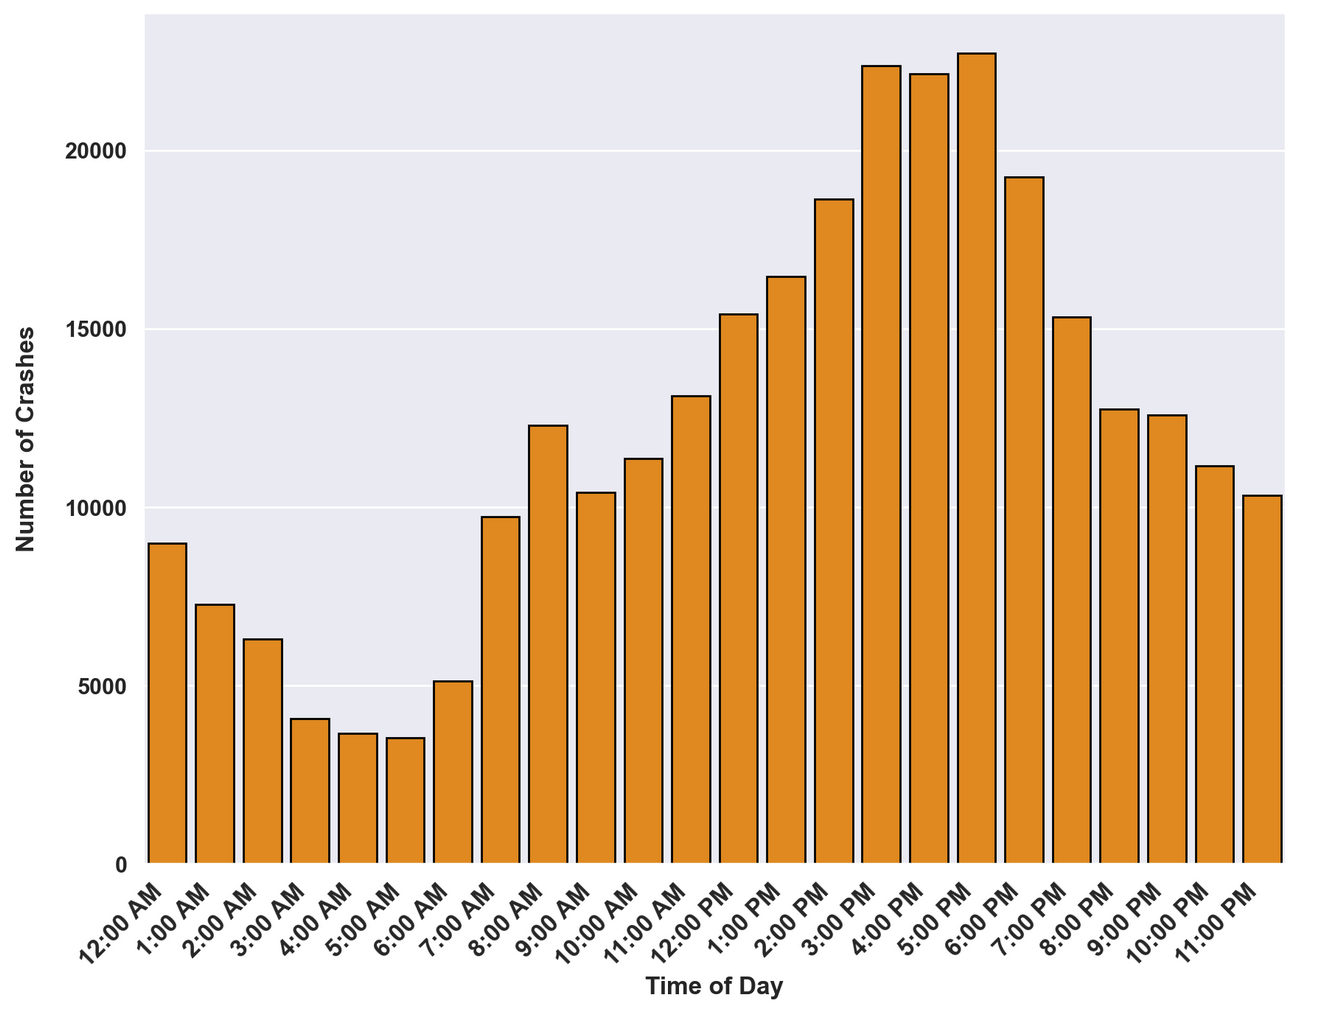 Number of Crashes
20000
15000
10000
5000
0
12:00 AM
1:00 AM
2:00 AM
3:00 AM
4:00 AM
5:00 AM
6:00 AM
7:00 AM
8:00 AM
9:00 AM
10:00 AM
11:00 AM
12:00 PM
1:00 PM
2:00 PM
3:00 PM
4:00 PM
5:00 PM
6:00 PM
7:00 PM
8:00 PM
9:00 PM
10:00 PM
11:00 PM
Time of Day